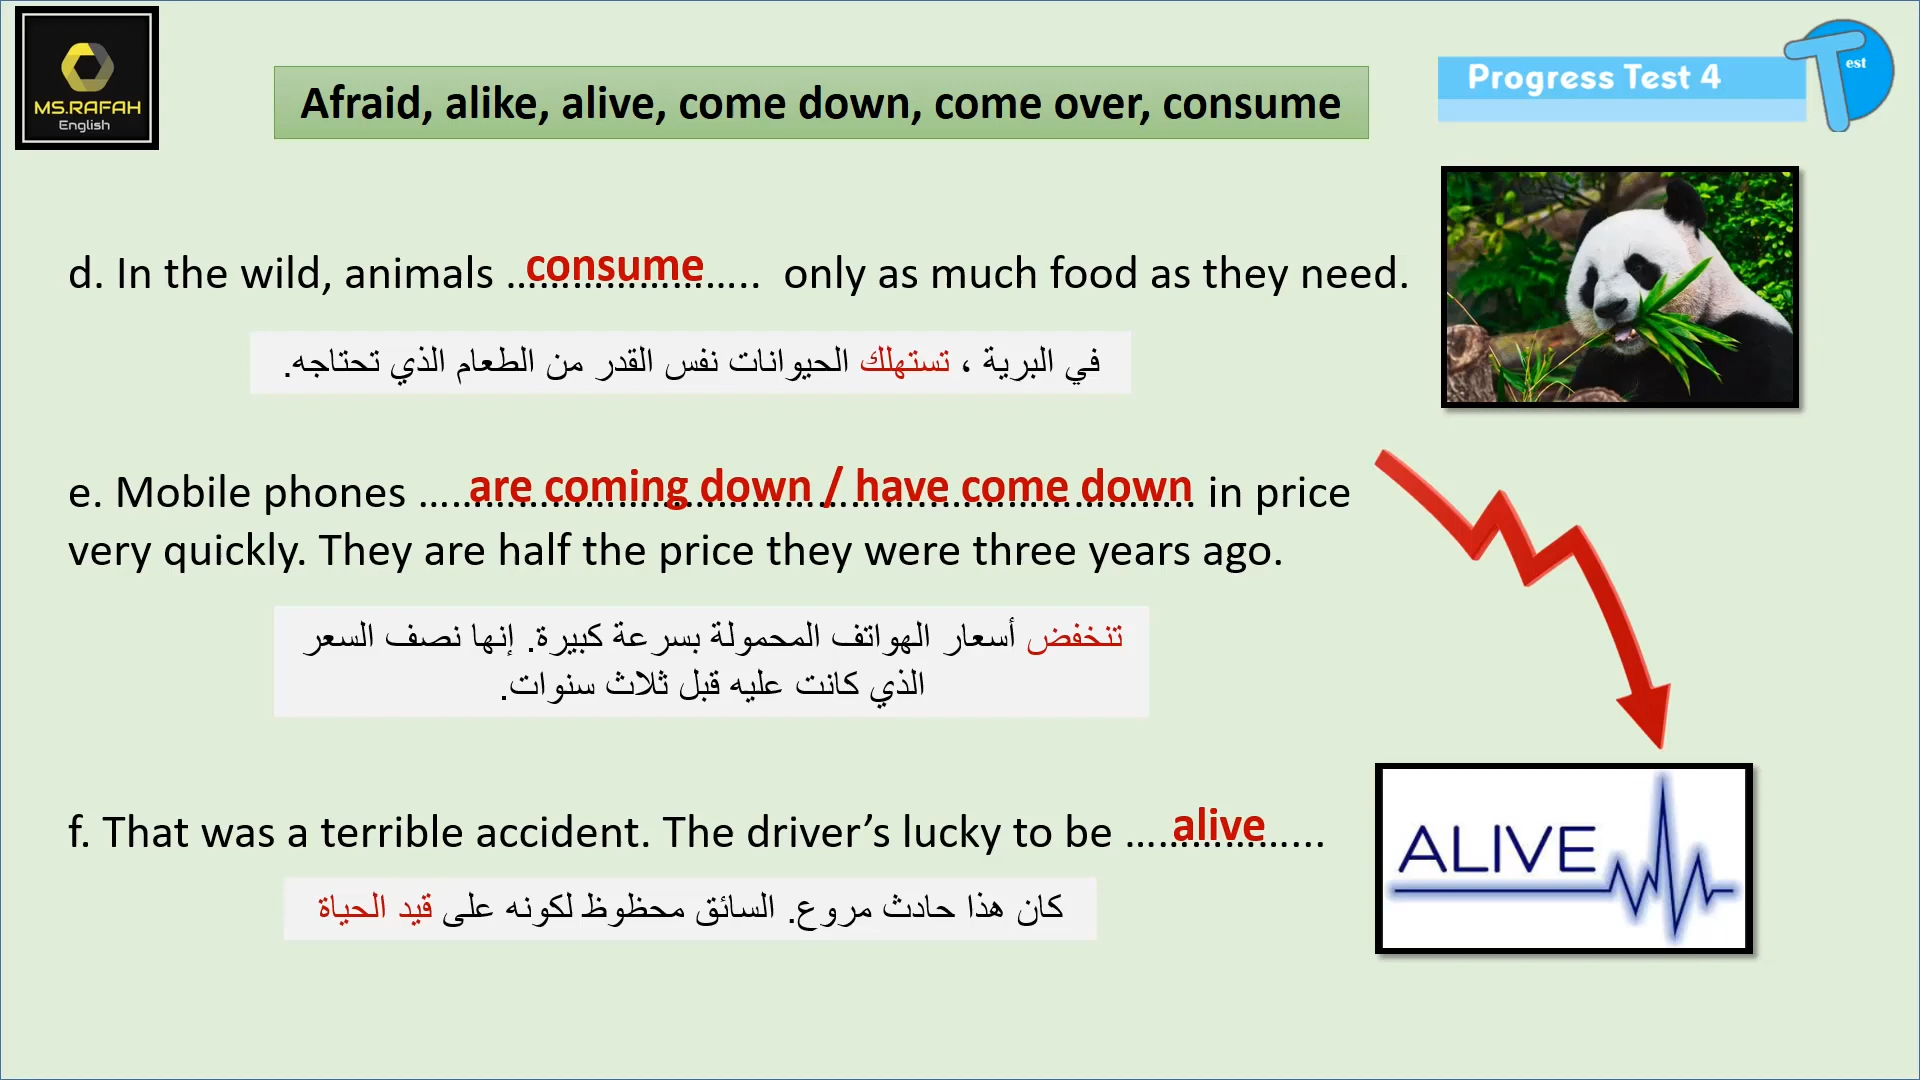 MS.RAFAH
English
Afraid, alike, alive, come down, come over, consume
Progress Test 4
Test
d. In the wild, animals ....consume.... only as much food as they need.
في البرية ، تستهلك الحيوانات نفس القدر من الطعام الذي تحتاجه.
e. Mobile phones ....are coming down / have come down.... in price
very quickly. They are half the price they were three years ago.
تنخفض أسعار الهواتف المحمولة بسرعة كبيرة. إنها نصف السعر
الذي كانت عليه قبل ثلاث سنوات.
f. That was a terrible accident. The driver’s lucky to be ....alive....
كان هذا حادث مروع. السائق محظوظ لكونه على قيد الحياة
ALIVE